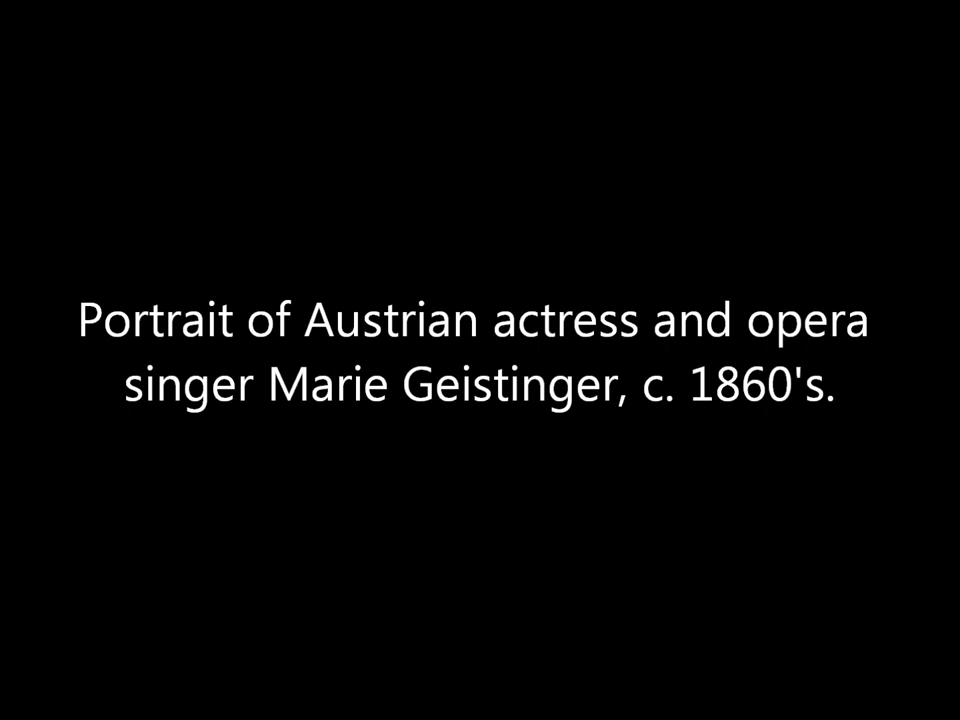 Portrait of Austrian actress and opera
singer Marie Geistinger, c. 1860's.